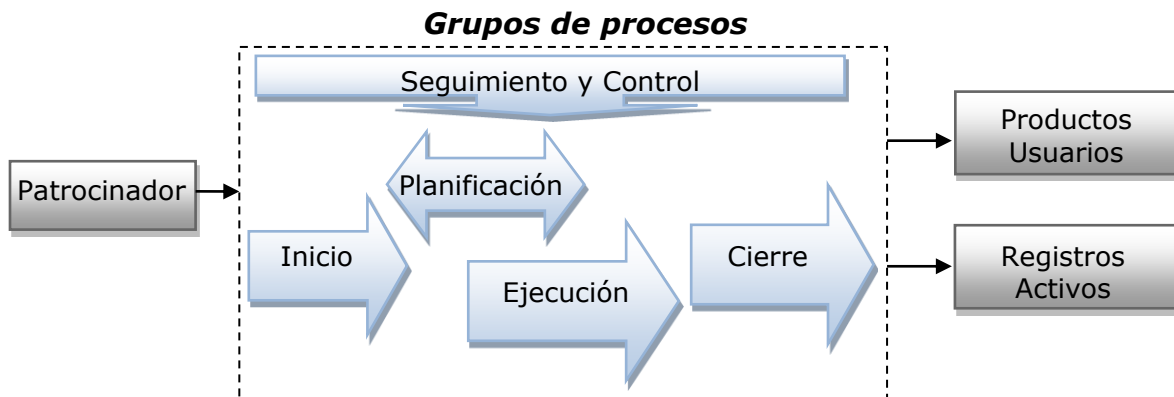 Grupos de procesos
Seguimiento y Control
Patrocinador
Planificación
Inicio
Ejecución
Cierre
Productos
Usuarios
Registros
Activos